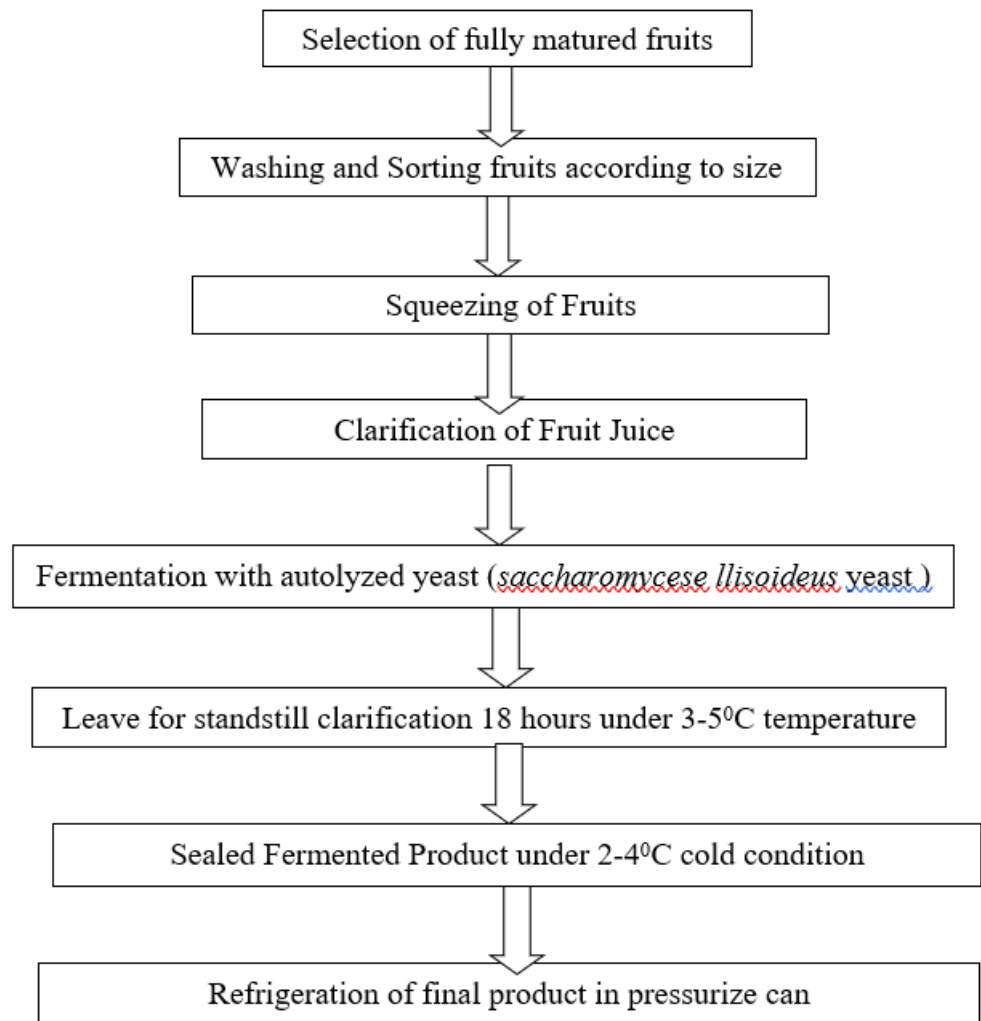 Selection of fully matured fruits
Washing and Sorting fruits according to size
Squeezing of Fruits
Clarification of Fruit Juice
Fermentation with autolyzed yeast (saccharomycese llisoideus yeast )
Leave for standstill clarification 18 hours under 3-5⁰C temperature
Sealed Fermented Product under 2-4⁰C cold condition
Refrigeration of final product in pressurize can